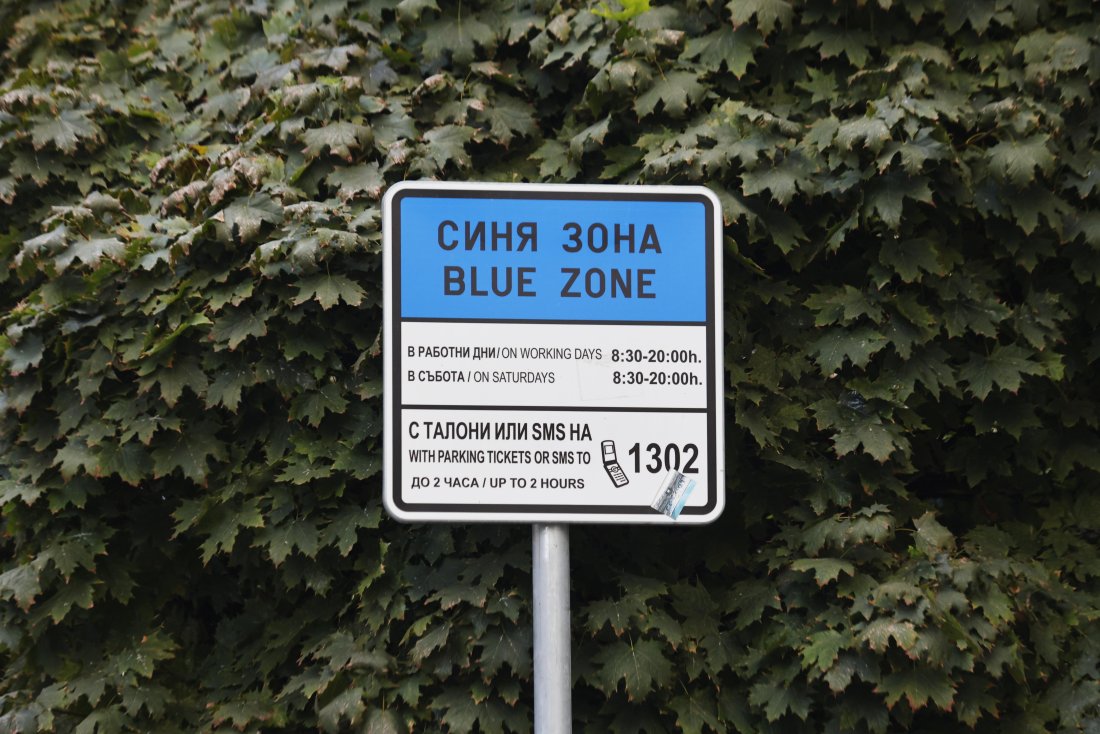 СИНЯ ЗОНА
BLUE ZONE
В РАБОТНИ ДНИ/ ON WORKING DAYS 8:30-20:00h.
В СЪБОТА / ON SATURDAYS 8:30-20:00h.
С ТАЛОНИ ИЛИ SMS НА
WITH PARKING TICKETS OR SMS TO 1302
ДО 2 ЧАСА / UP TO 2 HOURS